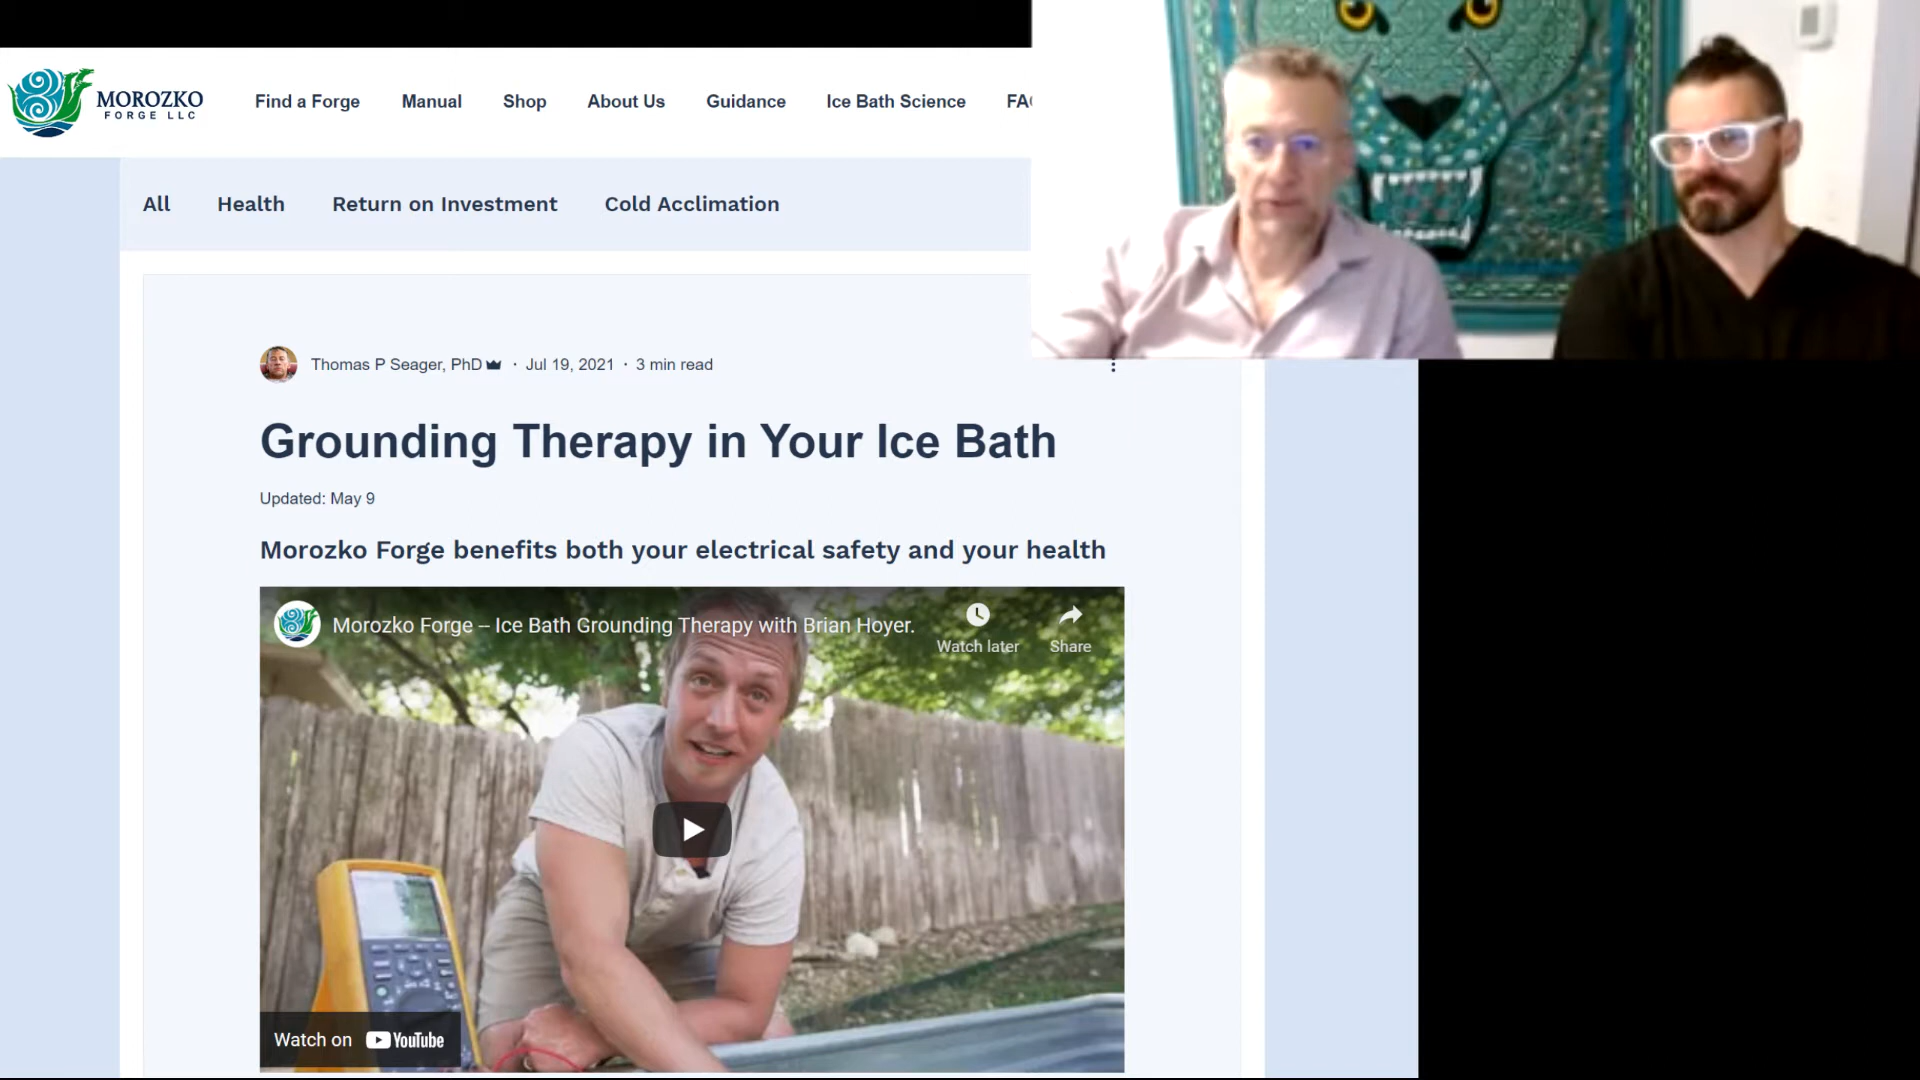 MOROZKO
FORGE LLC
Find a Forge Manual Shop About Us Guidance Ice Bath Science FA
All Health Return on Investment Cold Acclimation
Thomas P Seager, PhD · Jul 19, 2021 · 3 min read
Grounding Therapy in Your Ice Bath
Updated: May 9
Morozko Forge benefits both your electrical safety and your health
Morozko Forge – Ice Bath Grounding Therapy with Brian Hoyer.
Watch later Share
Watch on YouTube